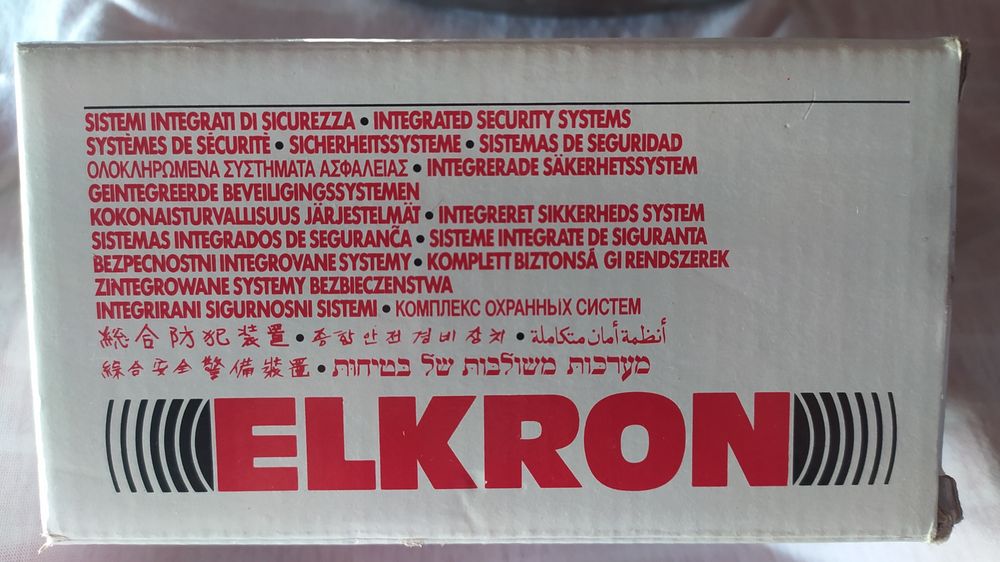 SISTEMI INTEGRATI DI SICUREZZA • INTEGRATED SECURITY SYSTEMS
SYSTÈMES DE SÉCURITÉ • SICHERHEITSSYSTEME • SISTEMAS DE SEGURIDAD
ΟΛΟΚΛΗΡΩΜΕΝΑ ΣΥΣΤΗΜΑΤΑ ΑΣΦΑΛΕΙΑΣ • INTEGRERADE SÄKERHETSSYSTEM
GEINTEGREERDE BEVEILIGINGSSYSTEMEN
KOKONAISTURVALLISUUS JÄRJESTELMÄT • INTEGRERET SIKKERHEDS SYSTEM
SISTEMAS INTEGRADOS DE SEGURANÇA • SISTEME INTEGRATE DE SIGURANTA
BEZPECNOSTNI INTEGROVANE SYSTEMY • KOMPLETT BIZTONSÁ GI RENDSZEREK
ZINTEGROWANE SYSTEMY BEZBIECZENSTWA
INTEGRIRANI SIGURNOSNI SISTEMI • КОМПЛЕКС ОХРАННЫХ СИСТЕМ
総合防犯装置 • 종합안전경비장치 • أنظمة أمان متكاملة
綜合安全警備裝置 • מערכות משולבות של בטיחות
ELKRON